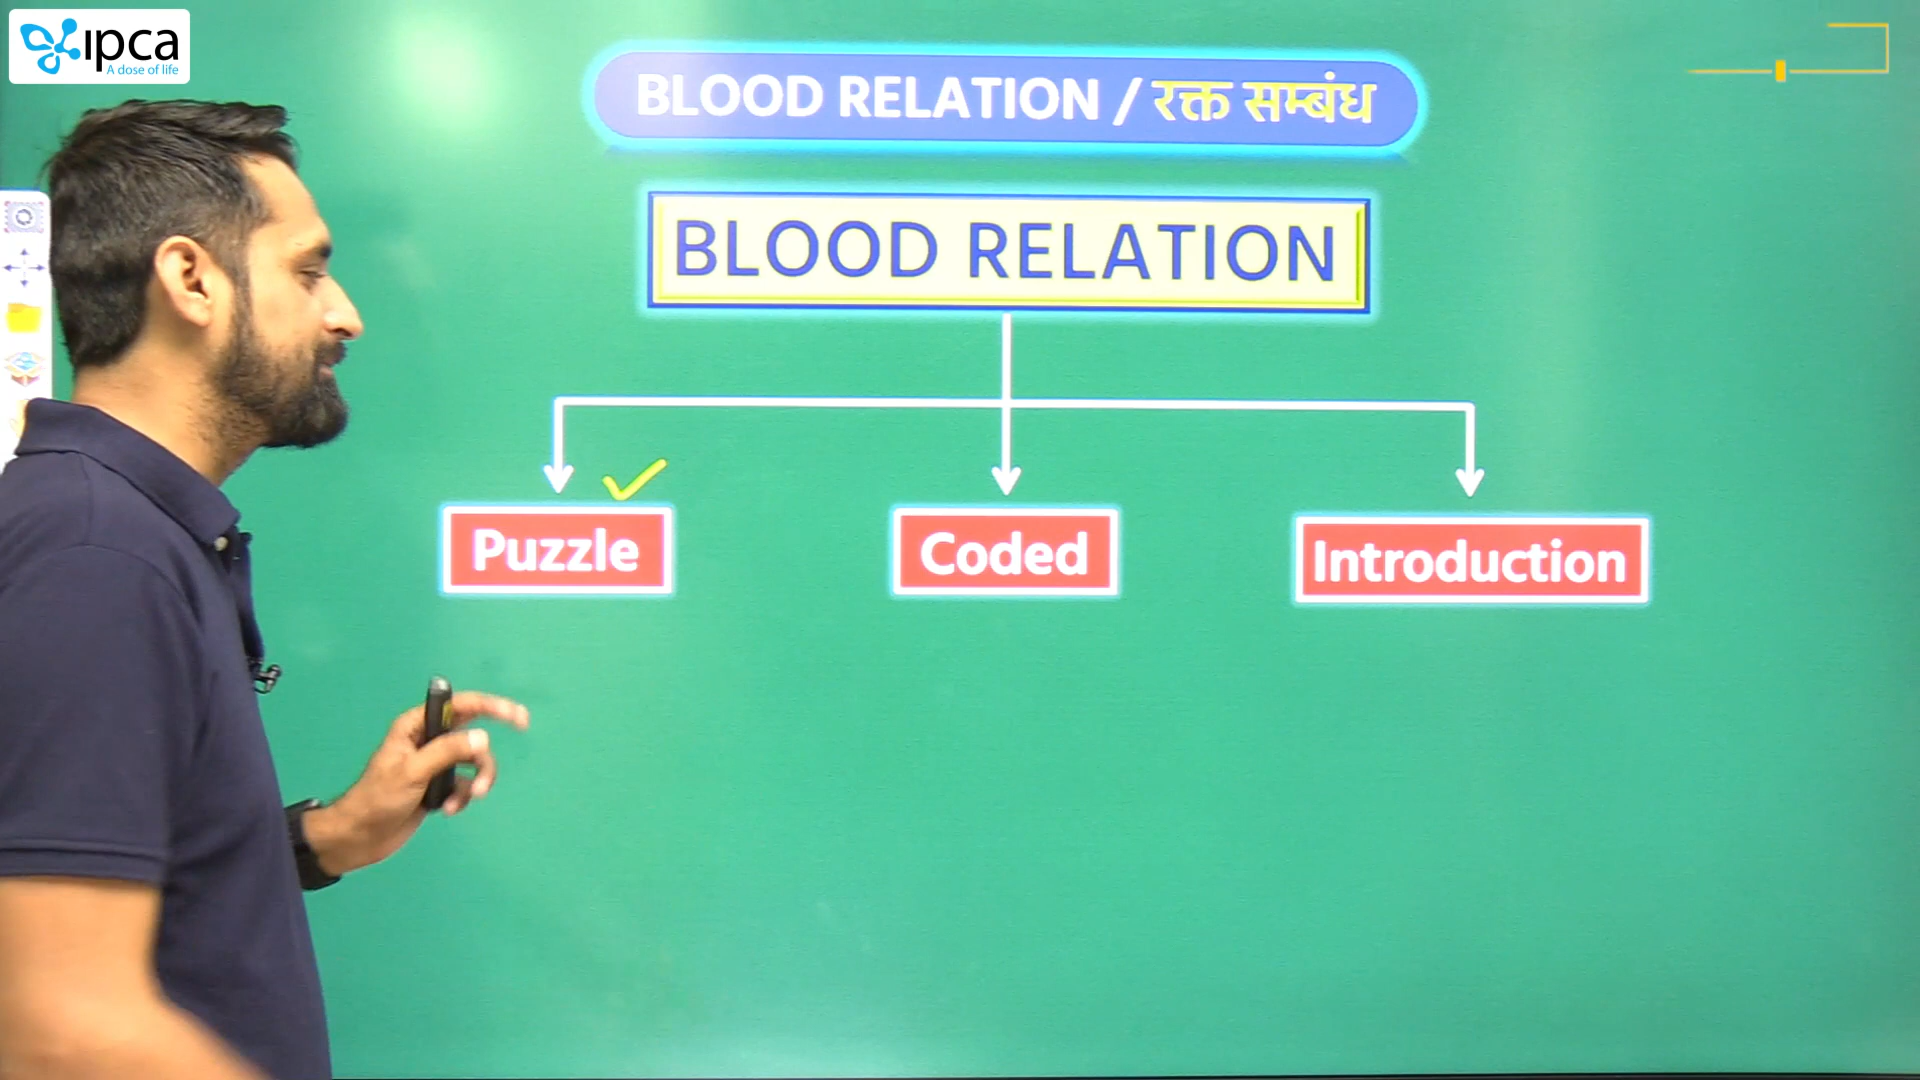 ipca
A dose of life
BLOOD RELATION / रक्त सम्बंध
BLOOD RELATION
Puzzle
Coded
Introduction